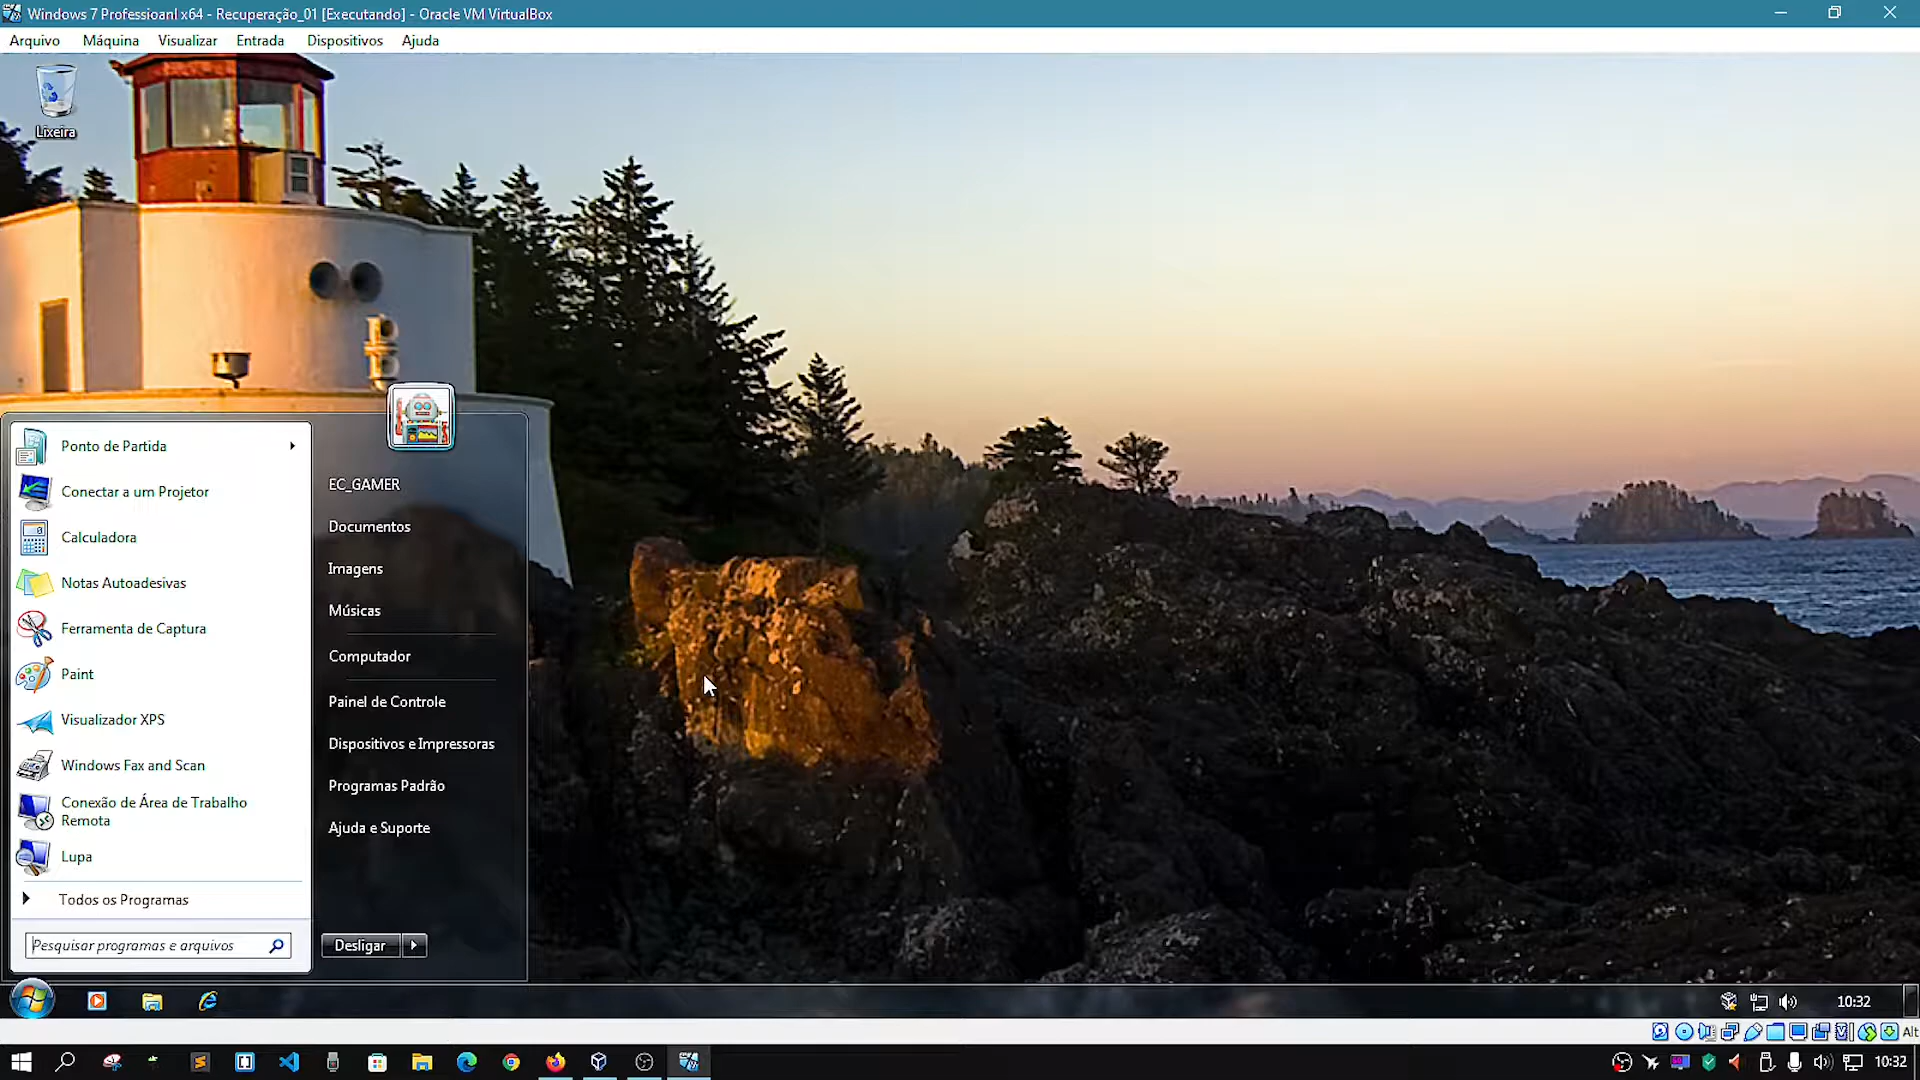 Windows 7 Professioanl x64 - Recuperação_01 [Executando] - Oracle VM VirtualBox
Arquivo Máquina Visualizar Entrada Dispositivos Ajuda
Lixeira
Ponto de Partida
Conectar a um Projetor
Calculadora
Notas Autoadesivas
Ferramenta de Captura
Paint
Visualizador XPS
Windows Fax and Scan
Conexão de Área de Trabalho
Remota
Lupa
Todos os Programas
Pesquisar programas e arquivos
EC_GAMER
Documentos
Imagens
Músicas
Computador
Painel de Controle
Dispositivos e Impressoras
Programas Padrão
Ajuda e Suporte
Desligar
10:32
Alt
10:32